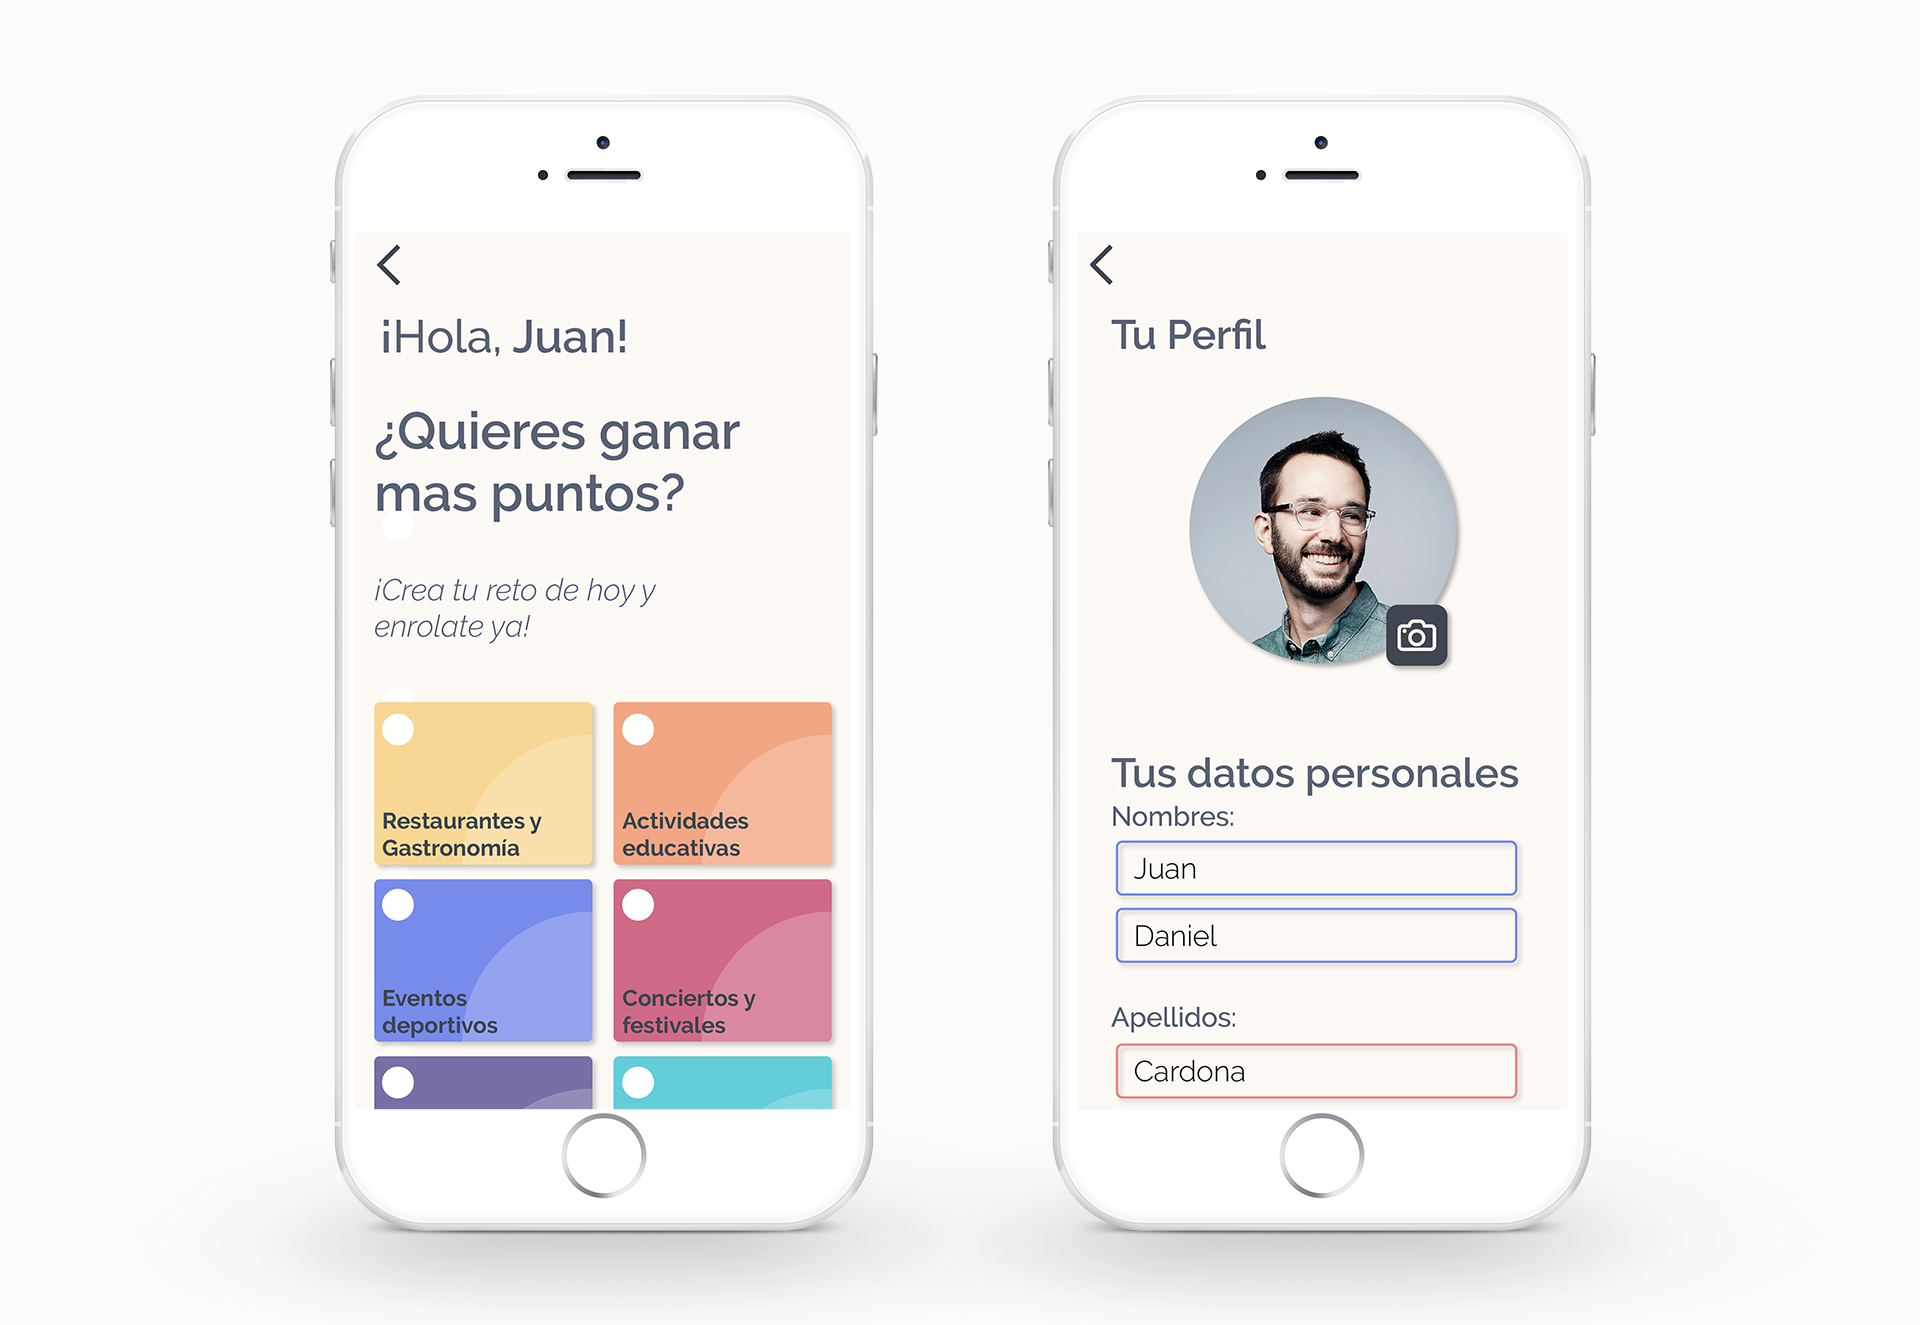 ¡Hola, Juan!
¿Quieres ganar
mas puntos?
¡Crea tu reto de hoy y
enrolate ya!
Restaurantes y
Gastronomía
Actividades
educativas
Eventos
deportivos
Conciertos y
festivales
Tu Perfil
Tus datos personales
Nombres:
Juan
Daniel
Apellidos:
Cardona